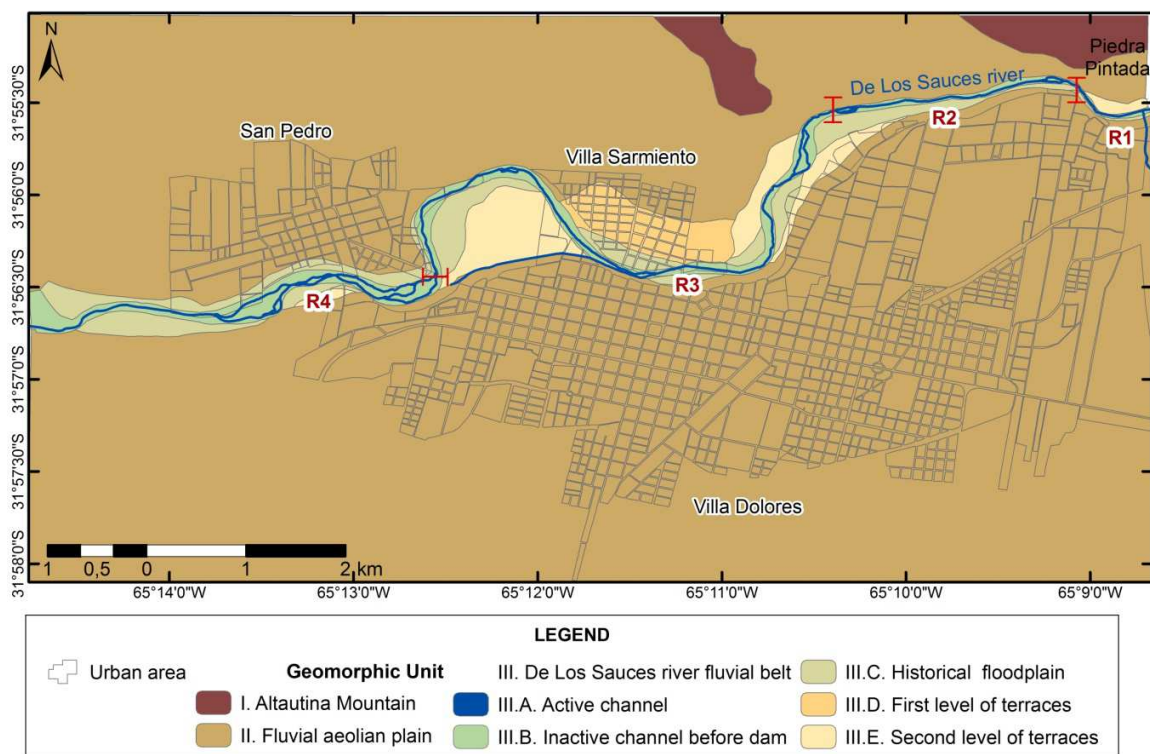 N
Piedra
Pintada
De Los Sauces river
R2
R1
San Pedro
Villa Sarmiento
R3
R4
Villa Dolores
31°55'30"S
31°56'0"S
31°56'30"S
31°57'0"S
31°57'30"S
31°58'0"S
1 0,5 0 1 2 km
65°14'0"W 65°13'0"W 65°12'0"W 65°11'0"W 65°10'0"W 65°9'0"W
LEGEND
Urban area
Geomorphic Unit
I. Altautina Mountain
II. Fluvial aeolian plain
III. De Los Sauces river fluvial belt
III.A. Active channel
III.B. Inactive channel before dam
III.C. Historical floodplain
III.D. First level of terraces
III.E. Second level of terraces